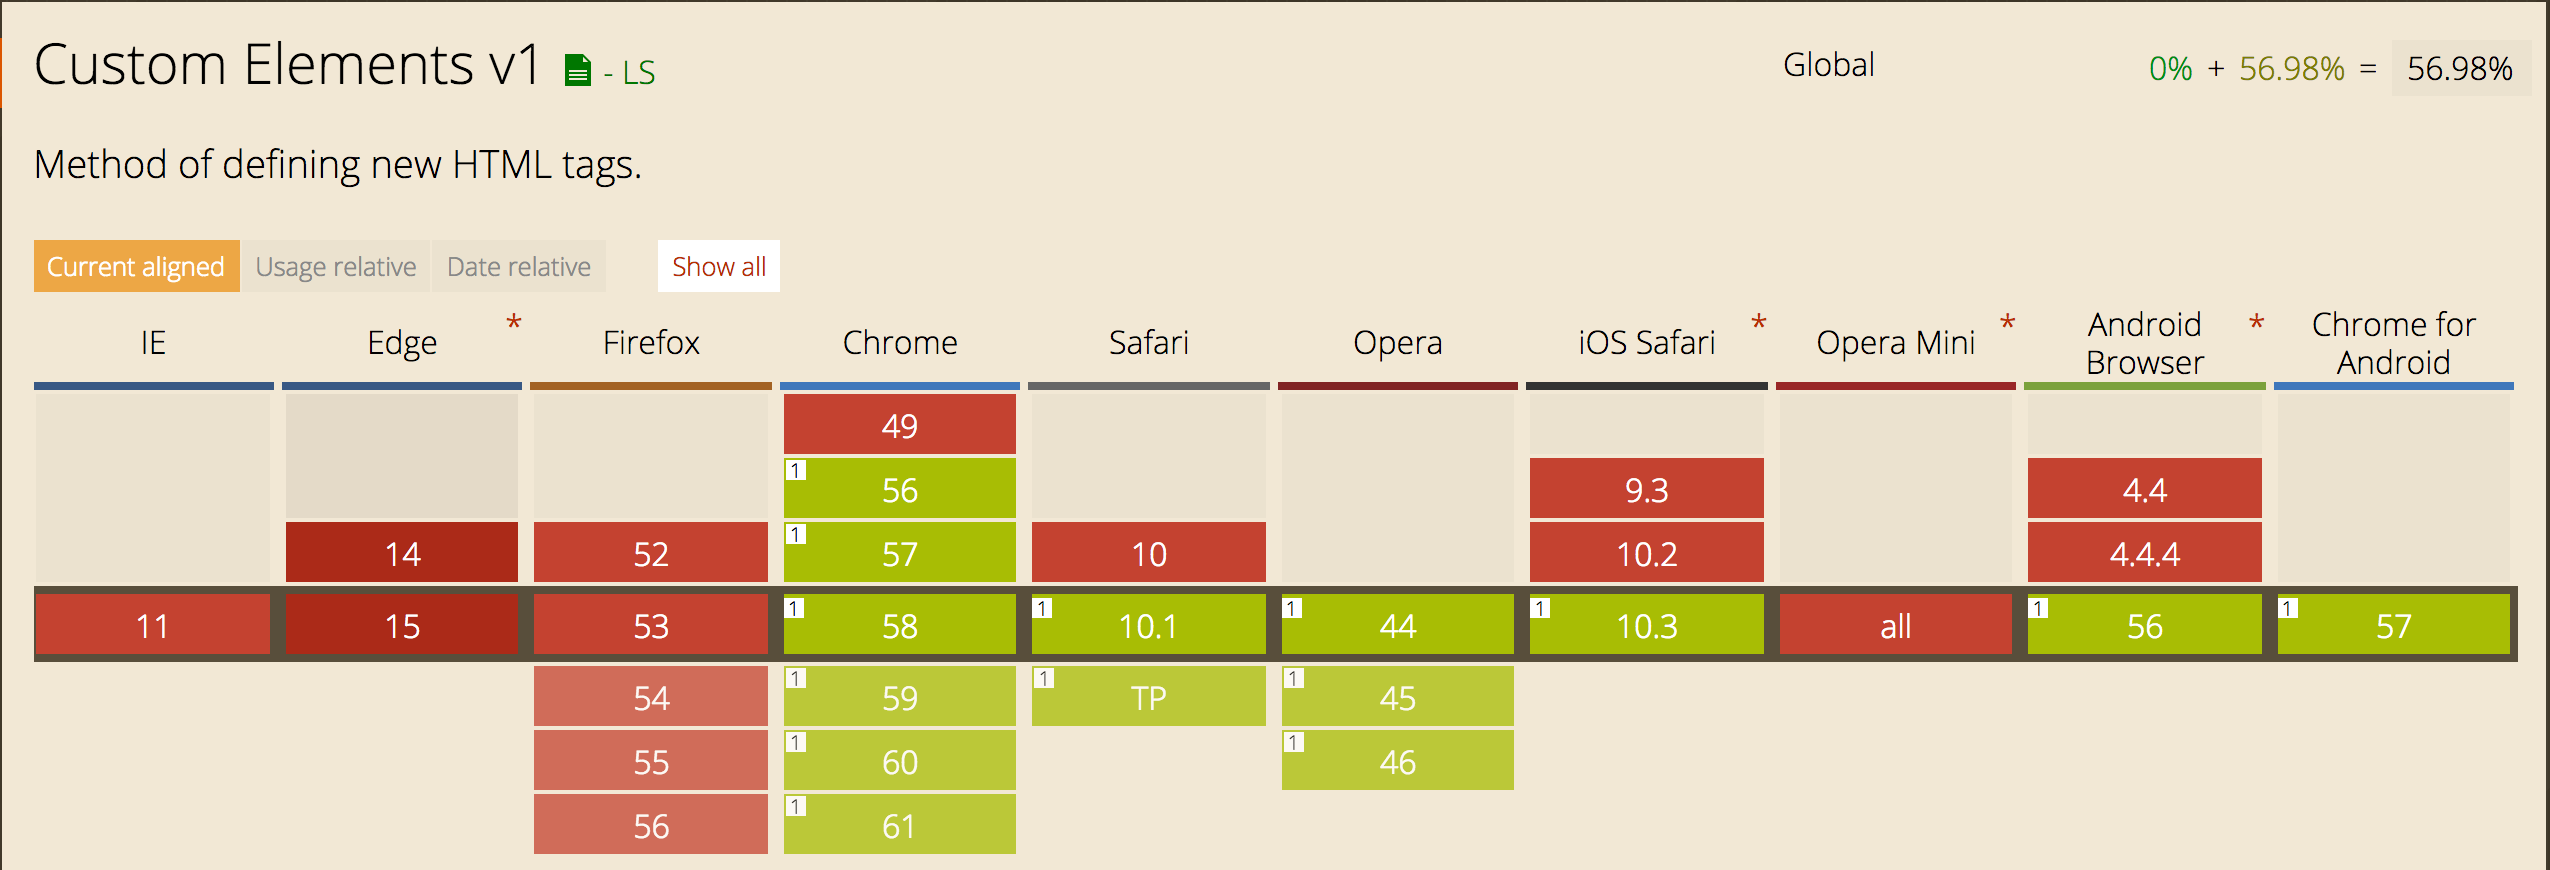 Custom Elements v1 - LS
Global 0% + 56.98% = 56.98%
Method of defining new HTML tags.
Current aligned Usage relative Date relative Show all
IE Edge * Firefox Chrome Safari Opera iOS Safari * Opera Mini * Android Browser * Chrome for Android
49
1 56 9.3 4.4
14 52 1 57 10 10.2 4.4.4
11 15 53 1 58 1 10.1 1 44 1 10.3 all 1 56 1 57
54 1 59 1 TP 1 45
55 1 60 1 46
56 1 61